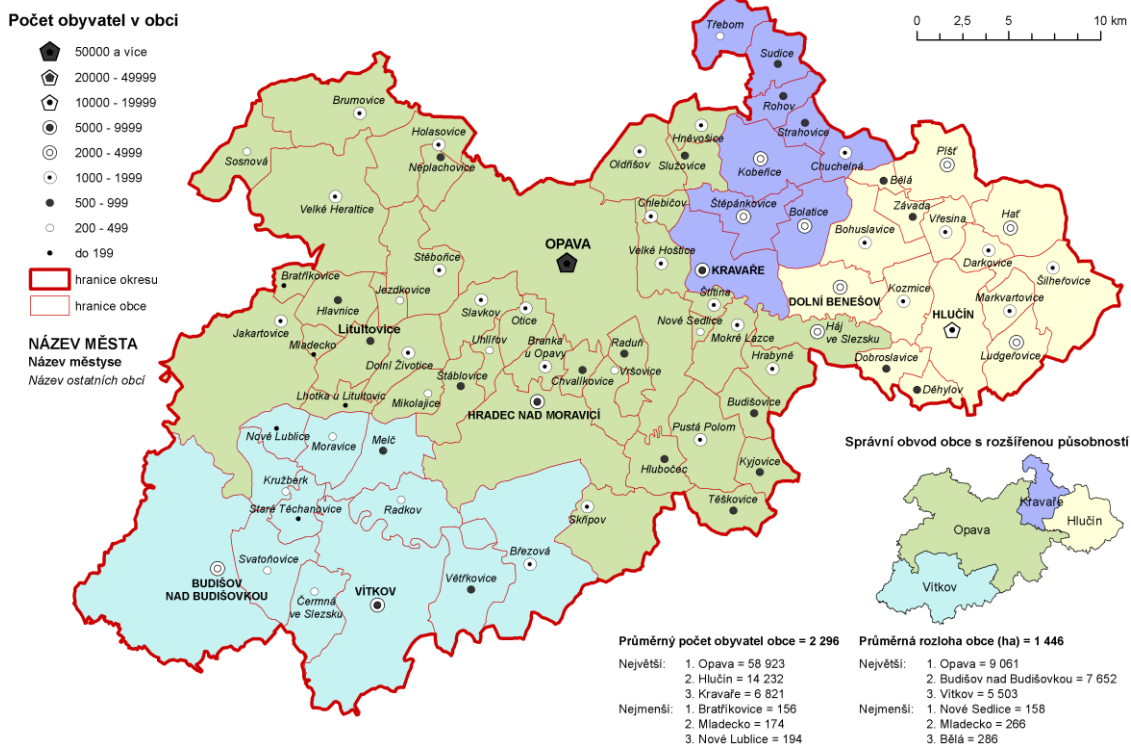 Počet obyvatel v obci
50000 a více
20000 - 49999
10000 - 19999
5000 - 9999
2000 - 4999
1000 - 1999
500 - 999
200 - 499
do 199
hranice okresu
hranice obce
NÁZEV MĚSTA
Název městyse
Název ostatních obcí
0 2,5 5 10 km
Třebom
Sudice
Rohov
Strahovice
Chuchelná
Kobeřice
Štěpánkovice
Bolatice
KRAVAŘE
Brumovice
Holasovice
Sosnová
Neplachovice
Velké Heraltice
Hněvošice
Oldřišov
Služovice
Chlebičov
OPAVA
Velké Hoštice
Stěbořice
Bratříkovice
Jezdkovice
Hlavnice
Jakartovice
Litultovice
Mladecko
Dolní Životice
Slavkov
Otice
Uhlířov
Branka
u Opavy
Raduň
Chvalíkovice
Vršovice
Štítina
Nové Sedlice
Mokré Lazce
Háj
ve Slezsku
Hrabyně
Lhotka u Litultovic
Mikolajice
Stáblovice
HRADEC NAD MORAVICÍ
Budišovice
Pustá Polom
Hlubočec
Kyjovice
Těškovice
Skřipov
Píšť
Bělá
Závada
Vřesina
Hať
Bohuslavice
Darkovice
Šilheřovice
DOLNÍ BENEŠOV
Kozmice
Markvartovice
HLUČÍN
Ludgeřovice
Dobroslavice
Děhylov
Nové Lublice
Moravice
Melč
Kružberk
Staré Těchanovice
Radkov
Svatoňovice
BUDIŠOV
NAD BUDIŠOVKOU
Čermná
ve Slezsku
VÍTKOV
Větřkovice
Březová
Správní obvod obce s rozšířenou působností
Kravaře
Opava
Hlučín
Vítkov
Průměrný počet obyvatel obce = 2 296
Největší: 1. Opava = 58 923
2. Hlučín = 14 232
3. Kravaře = 6 821
Nejmenší: 1. Bratříkovice = 156
2. Mladecko = 174
3. Nové Lublice = 194
Průměrná rozloha obce (ha) = 1 446
Největší: 1. Opava = 9 061
2. Budišov nad Budišovkou = 7 652
3. Vítkov = 5 503
Nejmenší: 1. Nové Sedlice = 158
2. Mladecko = 266
3. Bělá = 286